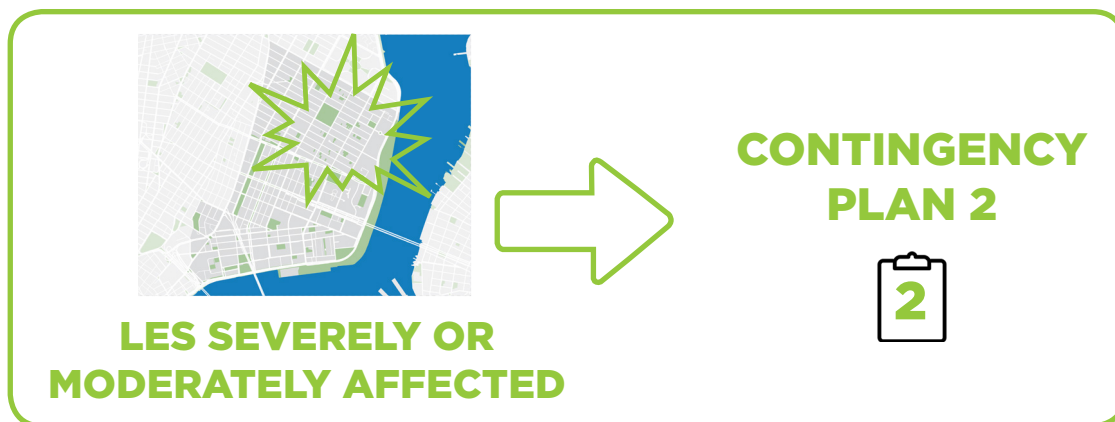 LES SEVERELY OR
MODERATELY AFFECTED
CONTINGENCY
PLAN 2
2